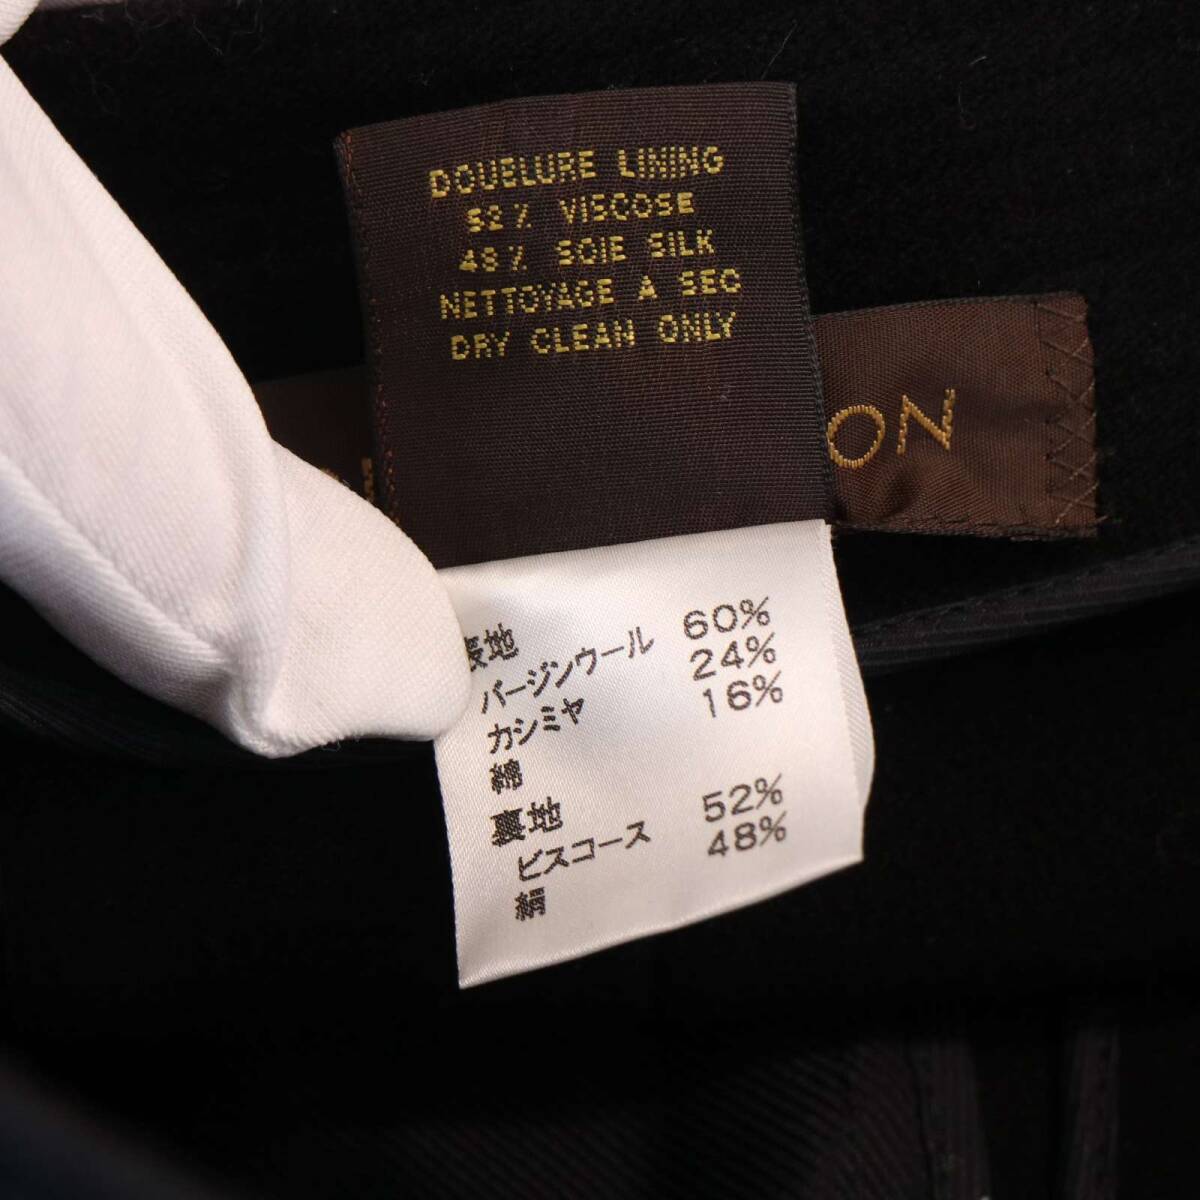 DOUBLURE LINING
52% VISCOSE
48% SOIE SILK
NETTOYAGE A SEC
DRY CLEAN ONLY
ON
表地
バージンウール 60%
カシミヤ 24%
絹 16%
裏地
ビスコース 52%
絹 48%